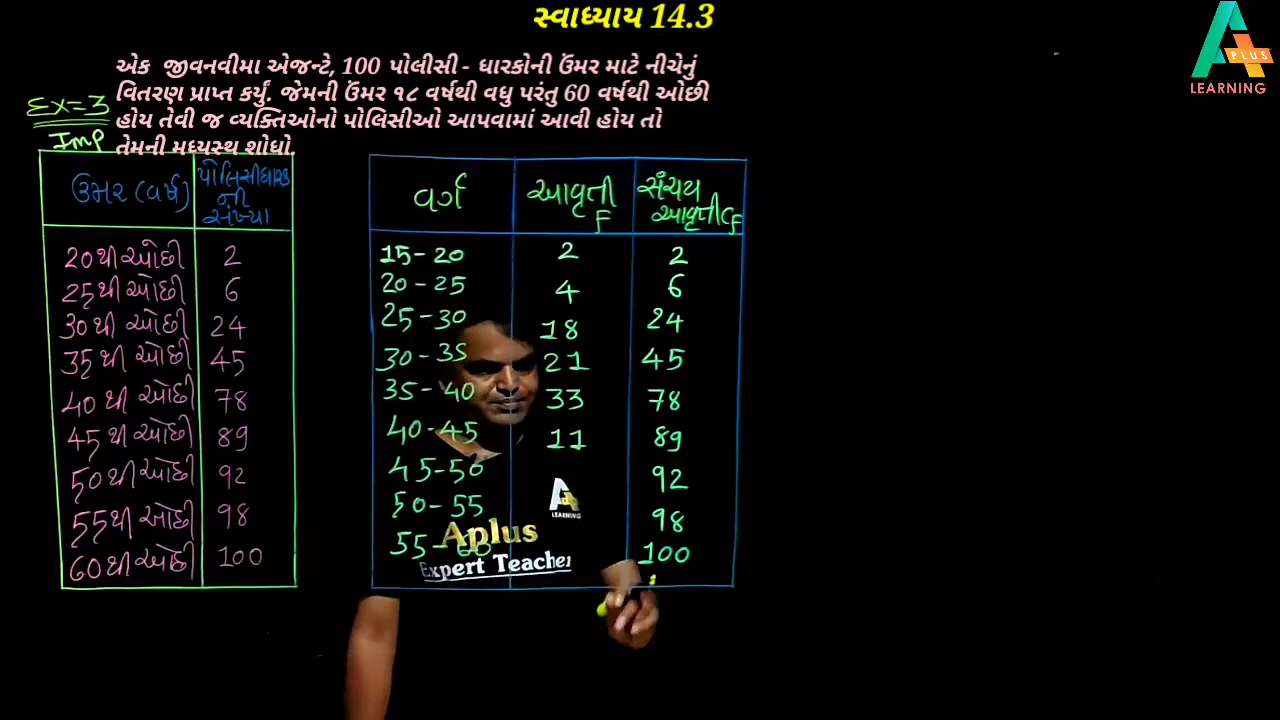 સ્વાધ્યાય 14.3
A+
PLUS
LEARNING
એક જીવનવીમા એજન્ટે, 100 પોલીસી - ધારકોની ઉંમર માટે નીચેનું
વિતરણ પ્રાપ્ત કર્યું. જેમની ઉંમર ૧૮ વર્ષથી વધુ પરંતુ 60 વર્ષથી ઓછી
હોય તેવી જ વ્યક્તિઓનો પોલિસીઓ આપવામાં આવી હોય તો
તેમની મધ્યસ્થ શોધો.
Ex=3
Imp
ઉંમર (વર્ષ) પોલિસીધારકની સંખ્યા
20થી ઓછી 2
25થી ઓછી 6
30થી ઓછી 24
35થી ઓછી 45
40થી ઓછી 78
45થી ઓછી 89
50થી ઓછી 92
55થી ઓછી 98
60થી ઓછી 100
વર્ગ આવૃત્તી F સંચય આવૃત્તી CF
15-20 2 2
20-25 4 6
25-30 18 24
30-35 21 45
35-40 33 78
40-45 11 89
45-50 92
50-55 98
55-60 100
A+
LEARNING
Aplus
Expert Teacher